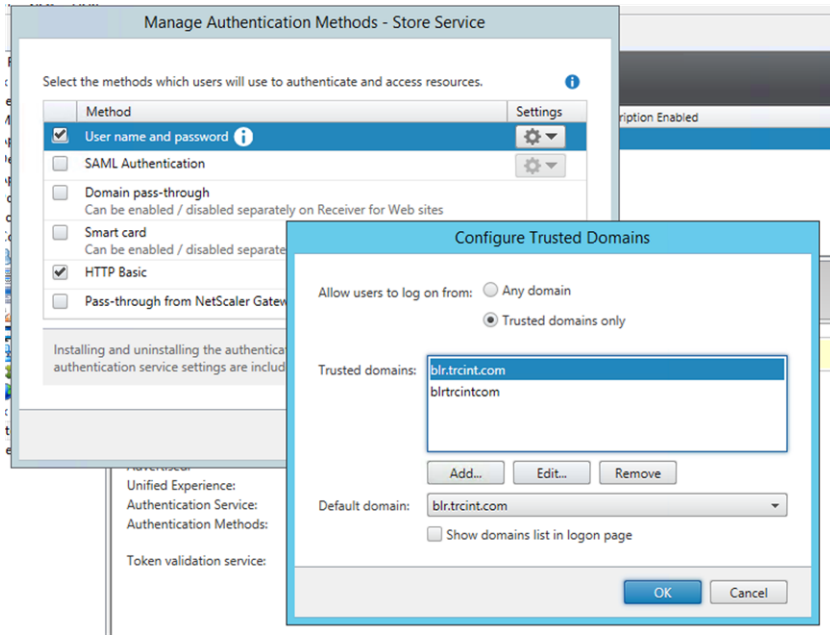 Manage Authentication Methods - Store Service
Select the methods which users will use to authenticate and access resources.
Method
Settings
User name and password
SAML Authentication
Domain pass-through
Can be enabled / disabled separately on Receiver for Web sites
Smart card
Can be enabled / disabled separate
HTTP Basic
Pass-through from NetScaler Gatew
Installing and uninstalling the authentica
authentication service settings are includ
ription Enabled
Configure Trusted Domains
Allow users to log on from:
Any domain
Trusted domains only
Trusted domains:
blr.trcint.com
blrtrcintcom
Add...
Edit...
Remove
Default domain:
blr.trcint.com
Show domains list in logon page
OK
Cancel
Unified Experience:
Authentication Service:
Authentication Methods:
Token validation service: